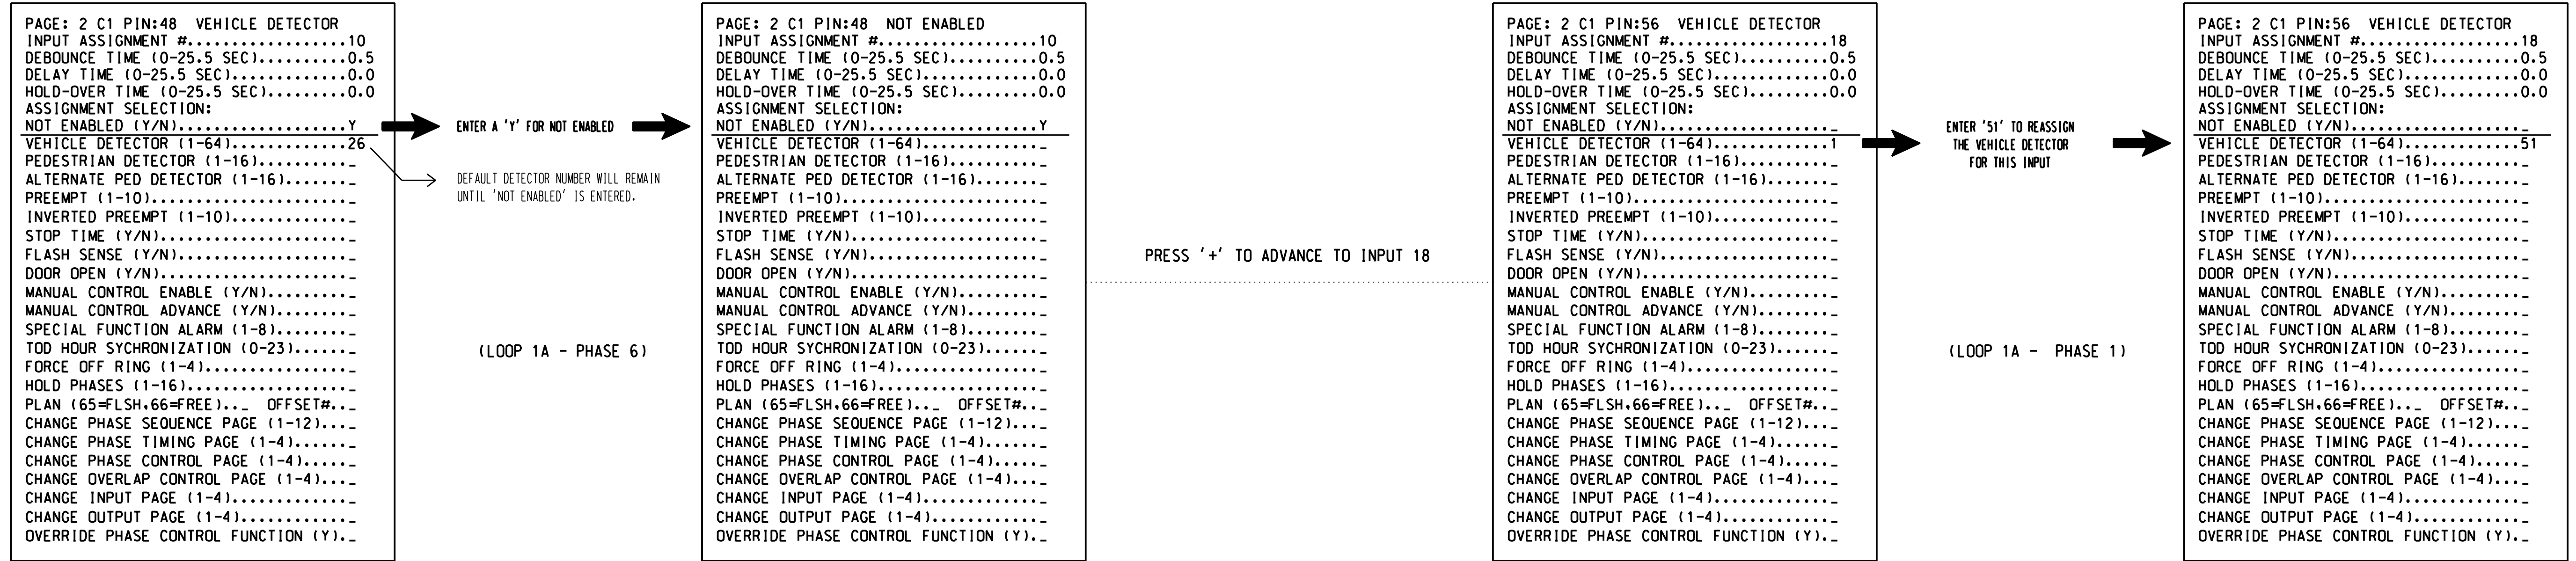 PAGE: 2 C1 PIN:48 VEHICLE DETECTOR
INPUT ASSIGNMENT #..................10
DEBOUNCE TIME (0-25.5 SEC)..........0.5
DELAY TIME (0-25.5 SEC).............0.0
HOLD-OVER TIME (0-25.5 SEC).........0.0
ASSIGNMENT SELECTION:
NOT ENABLED (Y/N)...................Y
VEHICLE DETECTOR (1-64).............26
PEDESTRIAN DETECTOR (1-16).........._
ALTERNATE PED DETECTOR (1-16)......._
PREEMPT (1-10)......................_
INVERTED PREEMPT (1-10)............._
STOP TIME (Y/N)....................._
FLASH SENSE (Y/N)..................._
DOOR OPEN (Y/N)....................._
MANUAL CONTROL ENABLE (Y/N)........._
MANUAL CONTROL ADVANCE (Y/N)........_
SPECIAL FUNCTION ALARM (1-8)........_
TOD HOUR SYCHRONIZATION (0-23)......_
FORCE OFF RING (1-4)................_
HOLD PHASES (1-16).................._
PLAN (65=FLSH,66=FREE).._ OFFSET#.._
CHANGE PHASE SEQUENCE PAGE (1-12)..._
CHANGE PHASE TIMING PAGE (1-4)......_
CHANGE PHASE CONTROL PAGE (1-4)....._
CHANGE OVERLAP CONTROL PAGE (1-4)..._
CHANGE INPUT PAGE (1-4)............._
CHANGE OUTPUT PAGE (1-4)............_
OVERRIDE PHASE CONTROL FUNCTION (Y)._
ENTER A 'Y' FOR NOT ENABLED
DEFAULT DETECTOR NUMBER WILL REMAIN
UNTIL 'NOT ENABLED' IS ENTERED.
(LOOP 1A - PHASE 6)
PAGE: 2 C1 PIN:48 NOT ENABLED
INPUT ASSIGNMENT #..................10
DEBOUNCE TIME (0-25.5 SEC)..........0.5
DELAY TIME (0-25.5 SEC).............0.0
HOLD-OVER TIME (0-25.5 SEC).........0.0
ASSIGNMENT SELECTION:
NOT ENABLED (Y/N)...................Y
VEHICLE DETECTOR (1-64)............._
PEDESTRIAN DETECTOR (1-16).........._
ALTERNATE PED DETECTOR (1-16)......._
PREEMPT (1-10)......................_
INVERTED PREEMPT (1-10)............._
STOP TIME (Y/N)....................._
FLASH SENSE (Y/N)..................._
DOOR OPEN (Y/N)....................._
MANUAL CONTROL ENABLE (Y/N)........._
MANUAL CONTROL ADVANCE (Y/N)........_
SPECIAL FUNCTION ALARM (1-8)........_
TOD HOUR SYCHRONIZATION (0-23)......_
FORCE OFF RING (1-4)................_
HOLD PHASES (1-16).................._
PLAN (65=FLSH,66=FREE).._ OFFSET#.._
CHANGE PHASE SEQUENCE PAGE (1-12)..._
CHANGE PHASE TIMING PAGE (1-4)......_
CHANGE PHASE CONTROL PAGE (1-4)....._
CHANGE OVERLAP CONTROL PAGE (1-4)..._
CHANGE INPUT PAGE (1-4)............._
CHANGE OUTPUT PAGE (1-4)............_
OVERRIDE PHASE CONTROL FUNCTION (Y)._
PRESS '+' TO ADVANCE TO INPUT 18
PAGE: 2 C1 PIN:56 VEHICLE DETECTOR
INPUT ASSIGNMENT #..................18
DEBOUNCE TIME (0-25.5 SEC)..........0.5
DELAY TIME (0-25.5 SEC).............0.0
HOLD-OVER TIME (0-25.5 SEC).........0.0
ASSIGNMENT SELECTION:
NOT ENABLED (Y/N)..................._
VEHICLE DETECTOR (1-64).............1
PEDESTRIAN DETECTOR (1-16).........._
ALTERNATE PED DETECTOR (1-16)......._
PREEMPT (1-10)......................_
INVERTED PREEMPT (1-10)............._
STOP TIME (Y/N)....................._
FLASH SENSE (Y/N)..................._
DOOR OPEN (Y/N)....................._
MANUAL CONTROL ENABLE (Y/N)........._
MANUAL CONTROL ADVANCE (Y/N)........_
SPECIAL FUNCTION ALARM (1-8)........_
TOD HOUR SYCHRONIZATION (0-23)......_
FORCE OFF RING (1-4)................_
HOLD PHASES (1-16).................._
PLAN (65=FLSH,66=FREE).._ OFFSET#.._
CHANGE PHASE SEQUENCE PAGE (1-12)..._
CHANGE PHASE TIMING PAGE (1-4)......_
CHANGE PHASE CONTROL PAGE (1-4)....._
CHANGE OVERLAP CONTROL PAGE (1-4)..._
CHANGE INPUT PAGE (1-4)............._
CHANGE OUTPUT PAGE (1-4)............_
OVERRIDE PHASE CONTROL FUNCTION (Y)._
ENTER '51' TO REASSIGN
THE VEHICLE DETECTOR
FOR THIS INPUT
(LOOP 1A - PHASE 1)
PAGE: 2 C1 PIN:56 VEHICLE DETECTOR
INPUT ASSIGNMENT #..................18
DEBOUNCE TIME (0-25.5 SEC)..........0.5
DELAY TIME (0-25.5 SEC).............0.0
HOLD-OVER TIME (0-25.5 SEC).........0.0
ASSIGNMENT SELECTION:
NOT ENABLED (Y/N)..................._
VEHICLE DETECTOR (1-64).............51
PEDESTRIAN DETECTOR (1-16).........._
ALTERNATE PED DETECTOR (1-16)......._
PREEMPT (1-10)......................_
INVERTED PREEMPT (1-10)............._
STOP TIME (Y/N)....................._
FLASH SENSE (Y/N)..................._
DOOR OPEN (Y/N)....................._
MANUAL CONTROL ENABLE (Y/N)........._
MANUAL CONTROL ADVANCE (Y/N)........_
SPECIAL FUNCTION ALARM (1-8)........_
TOD HOUR SYCHRONIZATION (0-23)......_
FORCE OFF RING (1-4)................_
HOLD PHASES (1-16).................._
PLAN (65=FLSH,66=FREE).._ OFFSET#.._
CHANGE PHASE SEQUENCE PAGE (1-12)..._
CHANGE PHASE TIMING PAGE (1-4)......_
CHANGE PHASE CONTROL PAGE (1-4)....._
CHANGE OVERLAP CONTROL PAGE (1-4)..._
CHANGE INPUT PAGE (1-4)............._
CHANGE OUTPUT PAGE (1-4)............_
OVERRIDE PHASE CONTROL FUNCTION (Y)._